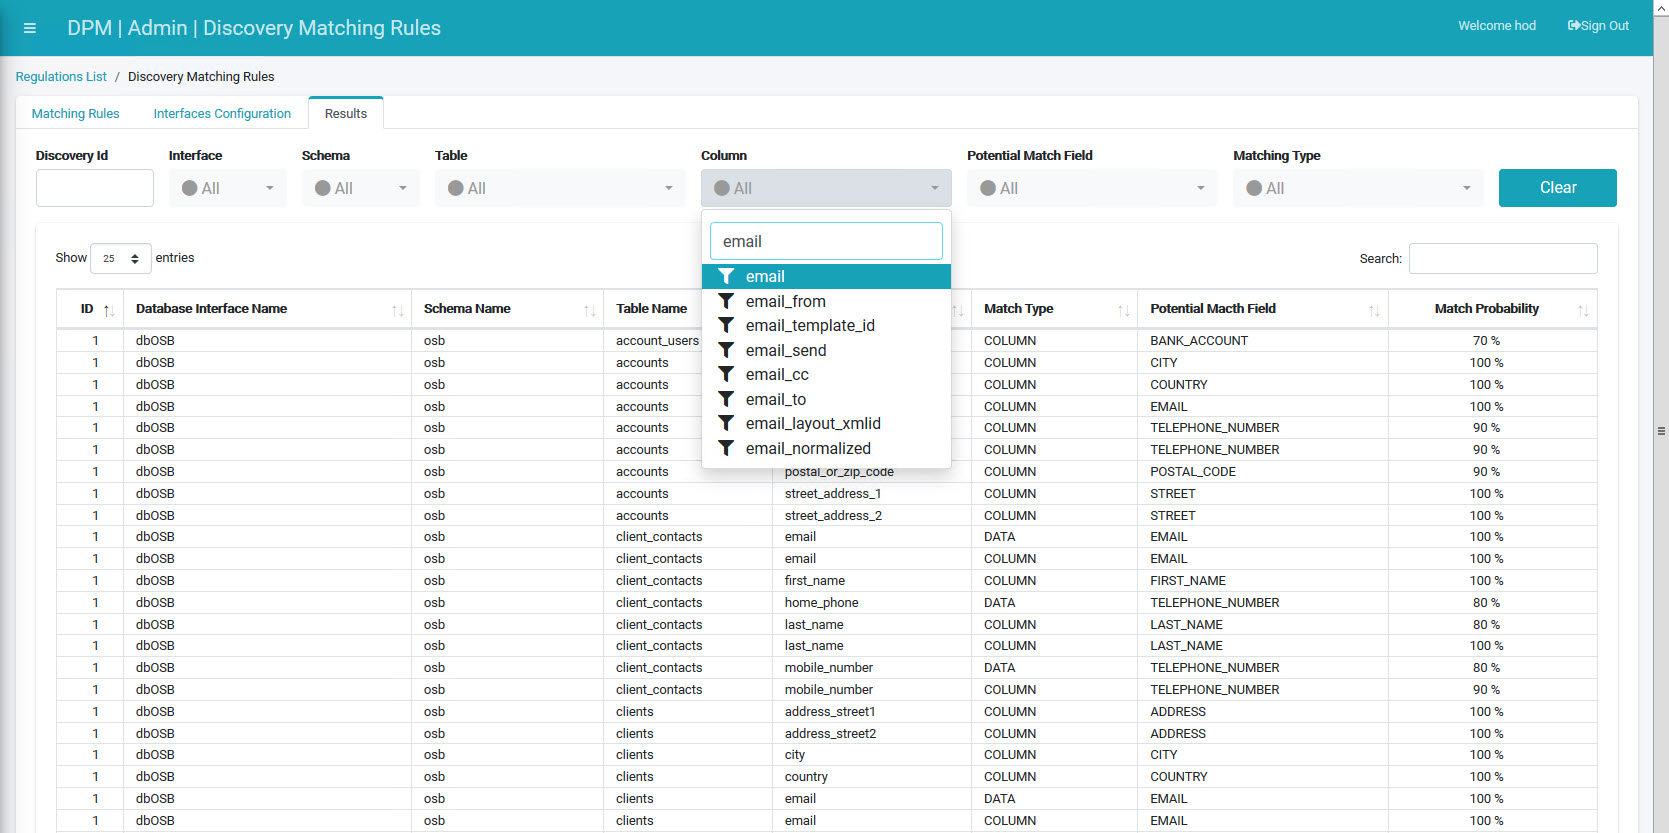 DPM | Admin | Discovery Matching Rules
Welcome hod
Sign Out
Regulations List / Discovery Matching Rules
Matching Rules Interfaces Configuration Results
Discovery Id Interface Schema Table Column Potential Match Field Matching Type
All All All All All All Clear
email
email
email_from
email_template_id
email_send
email_cc
email_to
email_layout_xmlid
email_normalized
Show 25 entries Search:
ID Database Interface Name Schema Name Table Name Match Type Potential Macth Field Match Probability
1 dbOSB osb account_users COLUMN BANK_ACCOUNT 70 %
1 dbOSB osb accounts COLUMN CITY 100 %
1 dbOSB osb accounts COLUMN COUNTRY 100 %
1 dbOSB osb accounts COLUMN EMAIL 100 %
1 dbOSB osb accounts COLUMN TELEPHONE_NUMBER 90 %
1 dbOSB osb accounts COLUMN TELEPHONE_NUMBER 90 %
1 dbOSB osb accounts postal_or_zip_code COLUMN POSTAL_CODE 90 %
1 dbOSB osb accounts street_address_1 COLUMN STREET 100 %
1 dbOSB osb accounts street_address_2 COLUMN STREET 100 %
1 dbOSB osb client_contacts email DATA EMAIL 100 %
1 dbOSB osb client_contacts email COLUMN EMAIL 100 %
1 dbOSB osb client_contacts first_name COLUMN FIRST_NAME 100 %
1 dbOSB osb client_contacts home_phone DATA TELEPHONE_NUMBER 80 %
1 dbOSB osb client_contacts last_name COLUMN LAST_NAME 80 %
1 dbOSB osb client_contacts last_name COLUMN LAST_NAME 100 %
1 dbOSB osb client_contacts mobile_number DATA TELEPHONE_NUMBER 80 %
1 dbOSB osb client_contacts mobile_number COLUMN TELEPHONE_NUMBER 90 %
1 dbOSB osb clients address_street1 COLUMN ADDRESS 100 %
1 dbOSB osb clients address_street2 COLUMN ADDRESS 100 %
1 dbOSB osb clients city COLUMN CITY 100 %
1 dbOSB osb clients country COLUMN COUNTRY 100 %
1 dbOSB osb clients email DATA EMAIL 100 %
1 dbOSB osb clients email COLUMN EMAIL 100 %